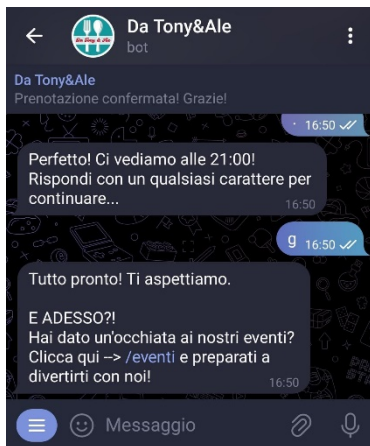 Da Tony&Ale
bot
Da Tony&Ale
Prenotazione confermata! Grazie!
16:50
Perfetto! Ci vediamo alle 21:00!
Rispondi con un qualsiasi carattere per
continuare...
16:50
g 16:50
Tutto pronto! Ti aspettiamo.
E ADESSO?!
Hai dato un'occhiata ai nostri eventi?
Clicca qui --> /eventi e preparati a
divertirti con noi!
16:50
Messaggio